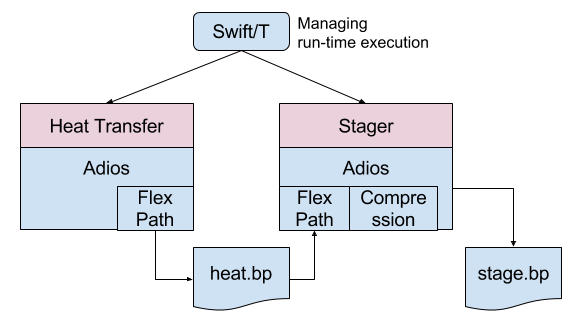 Swift/T
Managing
run-time execution
Heat Transfer
Adios
Flex
Path
Stager
Adios
Flex
Path
Compre
ssion
heat.bp
stage.bp